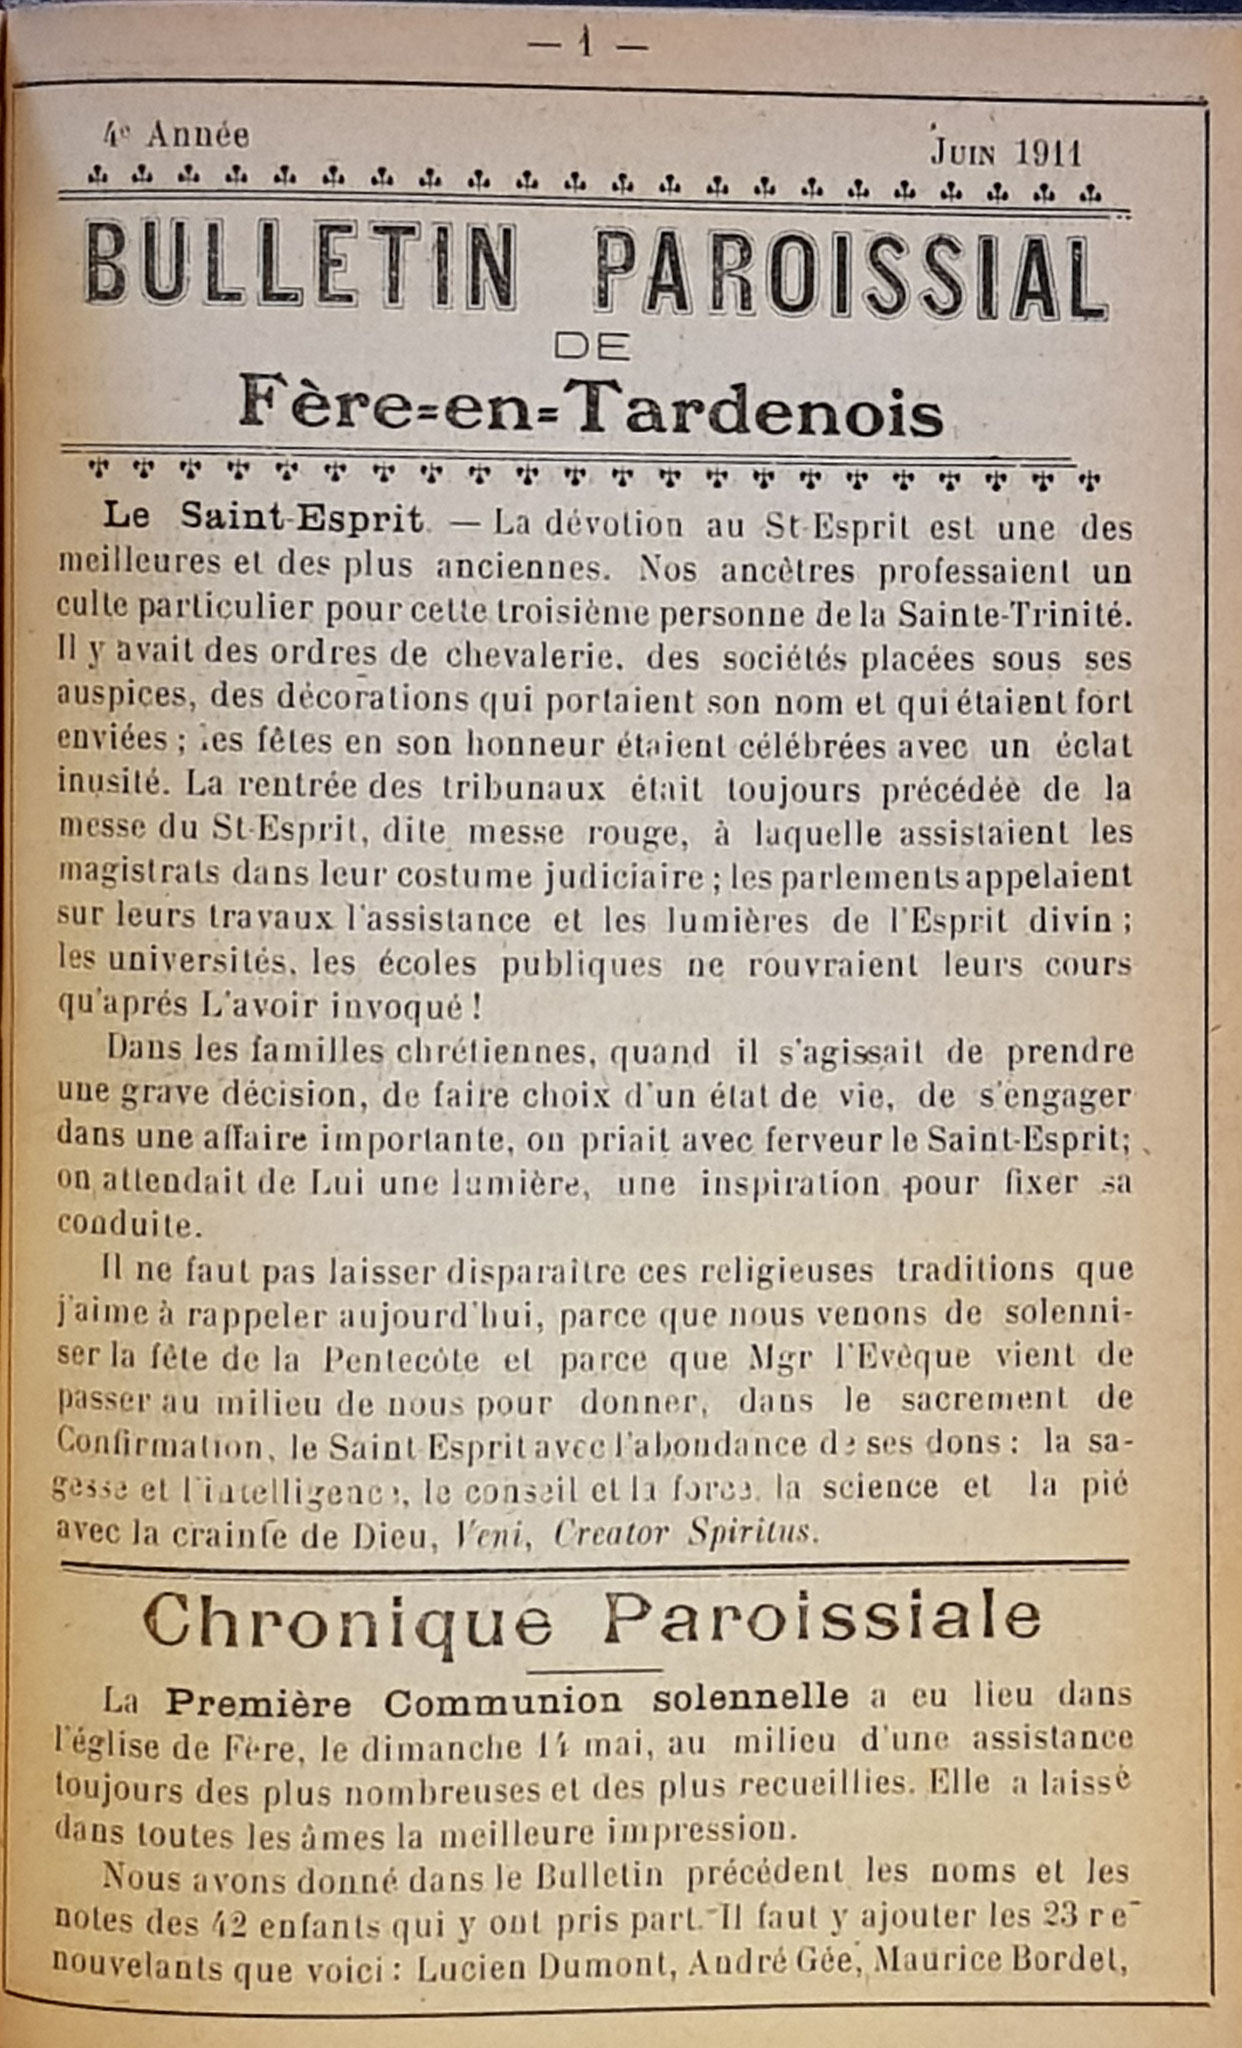 — 1 —
4e Année
JUIN 1911
BULLETIN PAROISSIAL
DE
Fère=en=Tardenois
Le Saint-Esprit. — La dévotion au St-Esprit est une des
meilleures et des plus anciennes. Nos ancêtres professaient un
culte particulier pour cette troisième personne de la Sainte-Trinité.
Il y avait des ordres de chevalerie, des sociétés placées sous ses
auspices, des décorations qui portaient son nom et qui étaient fort
enviées ; les fêtes en son honneur étaient célébrées avec un éclat
inusité. La rentrée des tribunaux était toujours précédée de la
messe du St-Esprit, dite messe rouge, à laquelle assistaient les
magistrats dans leur costume judiciaire ; les parlements appelaient
sur leurs travaux l'assistance et les lumières de l'Esprit divin ;
les universités, les écoles publiques ne rouvraient leurs cours
qu'aprés L'avoir invoqué !
Dans les familles chrétiennes, quand il s'agissait de prendre
une grave décision, de faire choix d'un état de vie, de s'engager
dans une affaire importante, on priait avec ferveur le Saint-Esprit;
on attendait de Lui une lumière, une inspiration pour fixer sa
conduite.
Il ne faut pas laisser disparaître ces religieuses traditions que
j'aime à rappeler aujourd'hui, parce que nous venons de solenni-
ser la fête de la Pentecôte et parce que Mgr l'Evêque vient de
passer au milieu de nous pour donner, dans le sacrement de
Confirmation, le Saint Esprit avec l'abondance de ses dons : la sa-
gesse et l'intelligence, le conseil et la force, la science et la pié
avec la crainte de Dieu, Veni, Creator Spiritus.
Chronique Paroissiale
La Première Communion solennelle a eu lieu dans
l'église de Fère, le dimanche 14 mai, au milieu d'une assistance
toujours des plus nombreuses et des plus recueillies. Elle a laissé
dans toutes les âmes la meilleure impression.
Nous avons donné dans le Bulletin précédent les noms et les
notes des 42 enfants qui y ont pris part.-Il faut y ajouter les 23 re-
nouvelants que voici : Lucien Dumont, André Gée, Maurice Bordet,